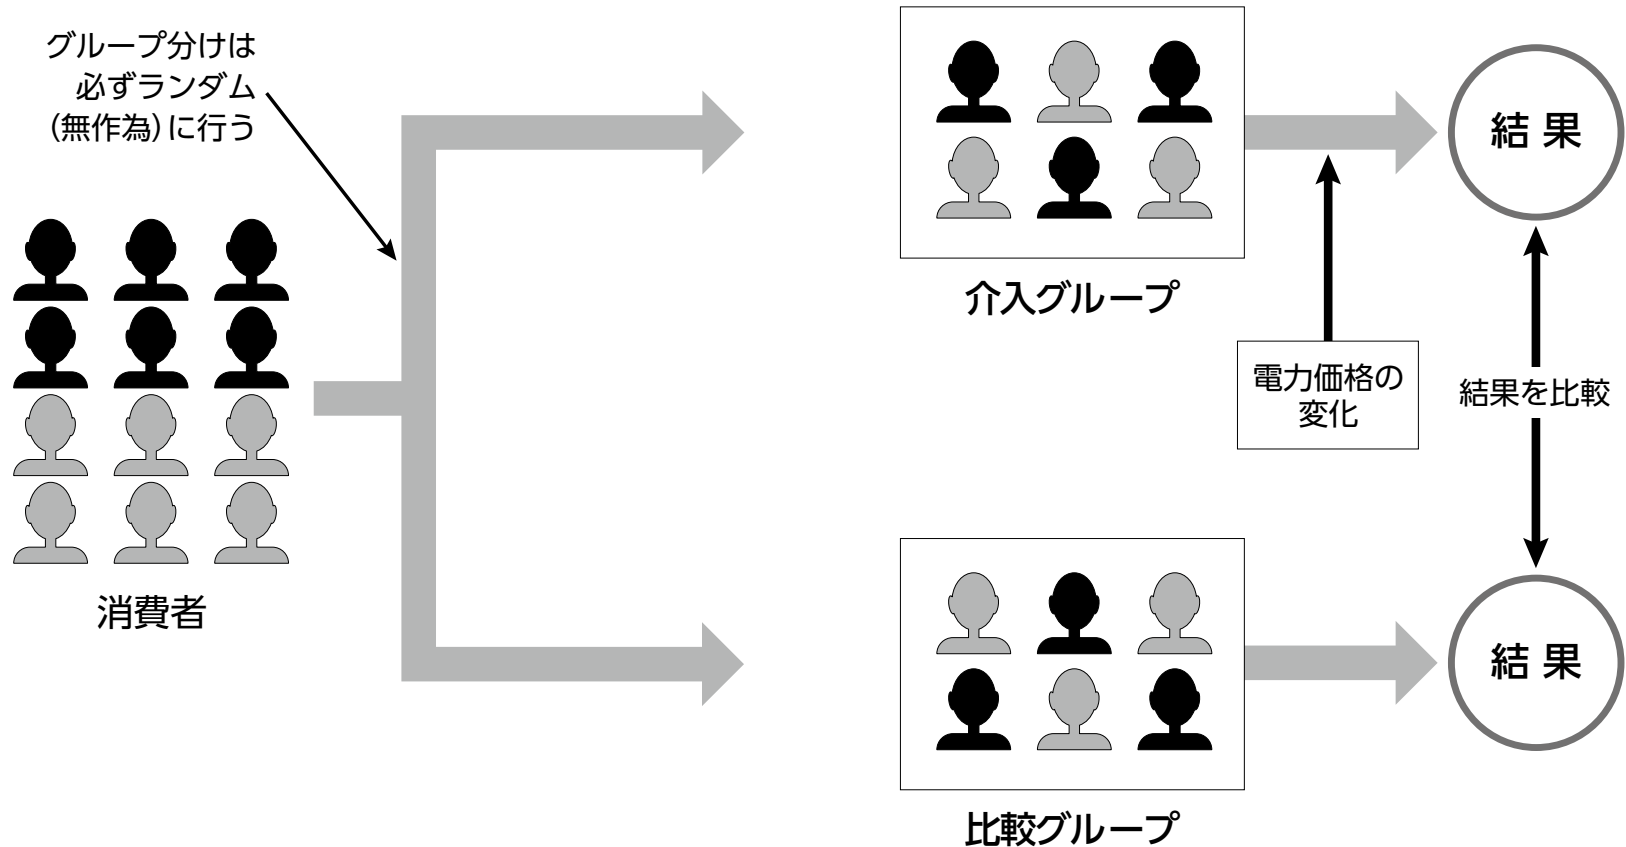 グループ分けは
必ずランダム
(無作為)に行う
消費者
介入グループ
電力価格の
変化
結果
結果を比較
結果
比較グループ